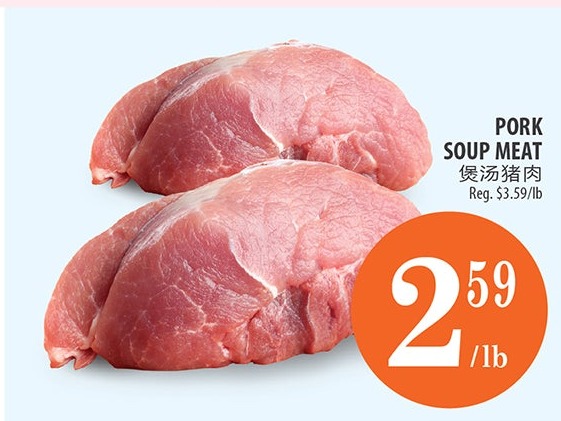 PORK
SOUP MEAT
煲汤猪肉
Reg. $3.59/lb
2 59
/lb